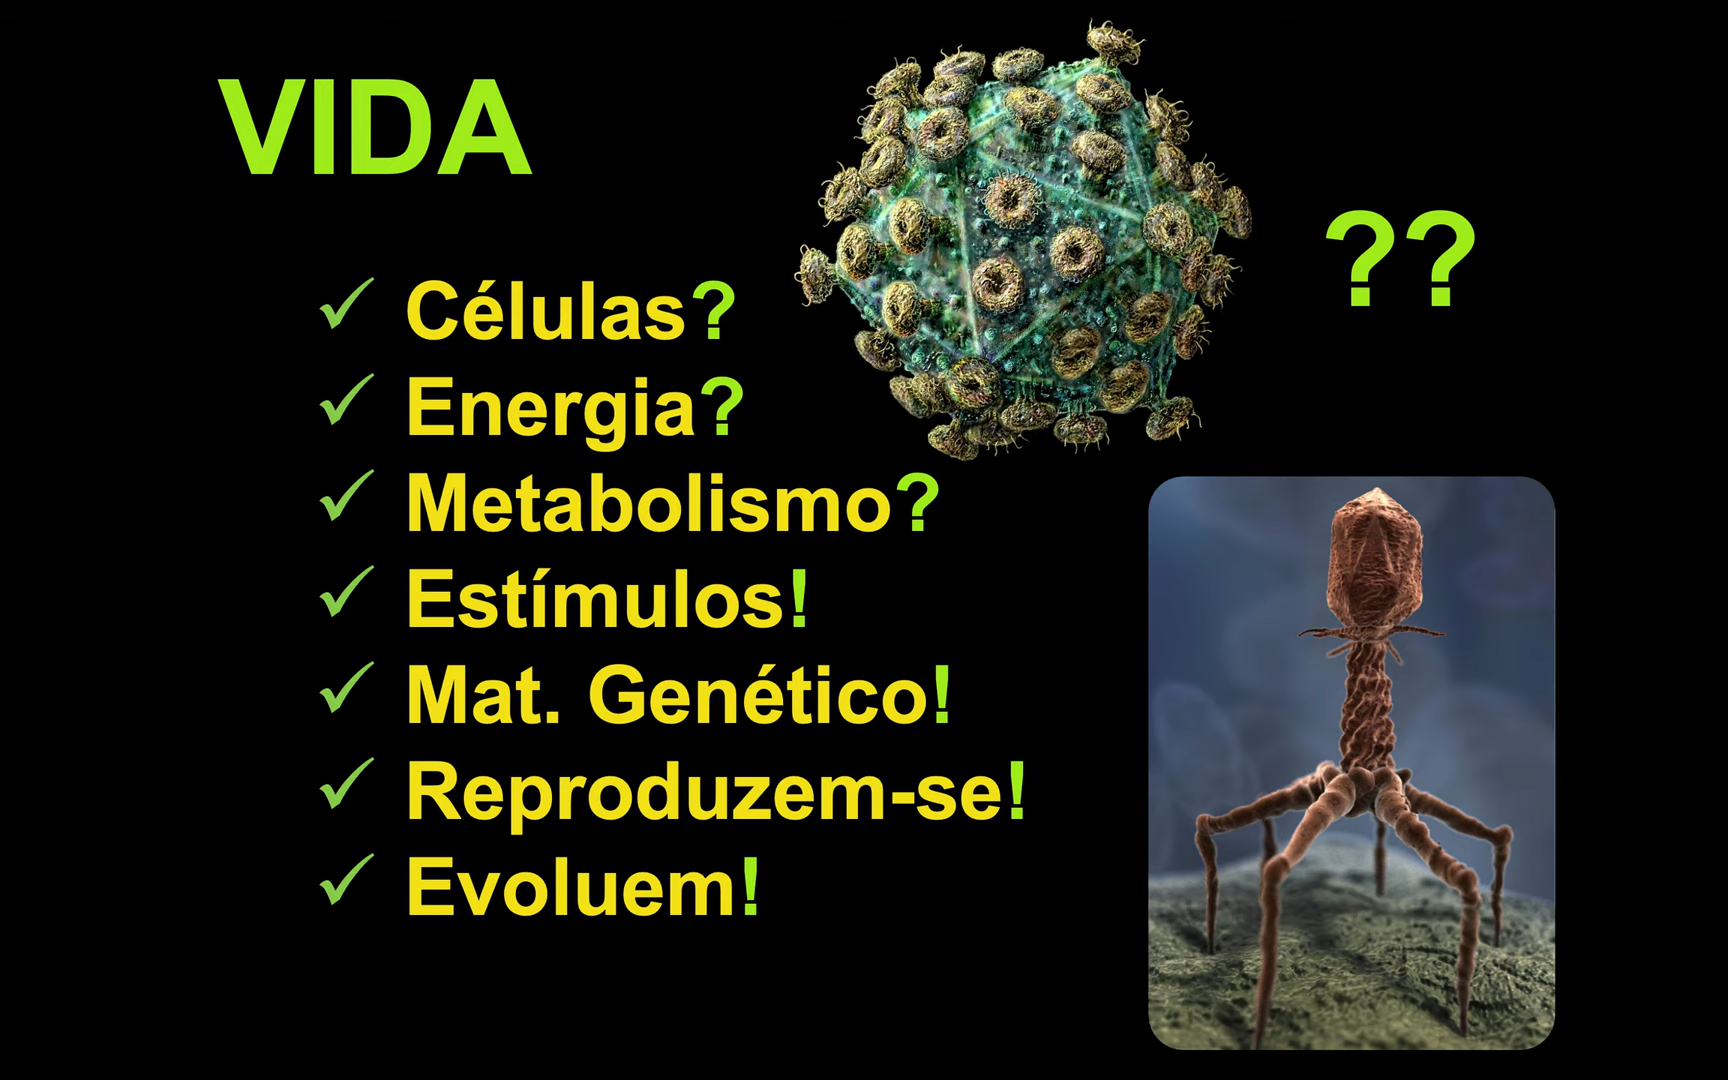 VIDA
??
Células?
Energia?
Metabolismo?
Estímulos!
Mat. Genético!
Reproduzem-se!
Evoluem!